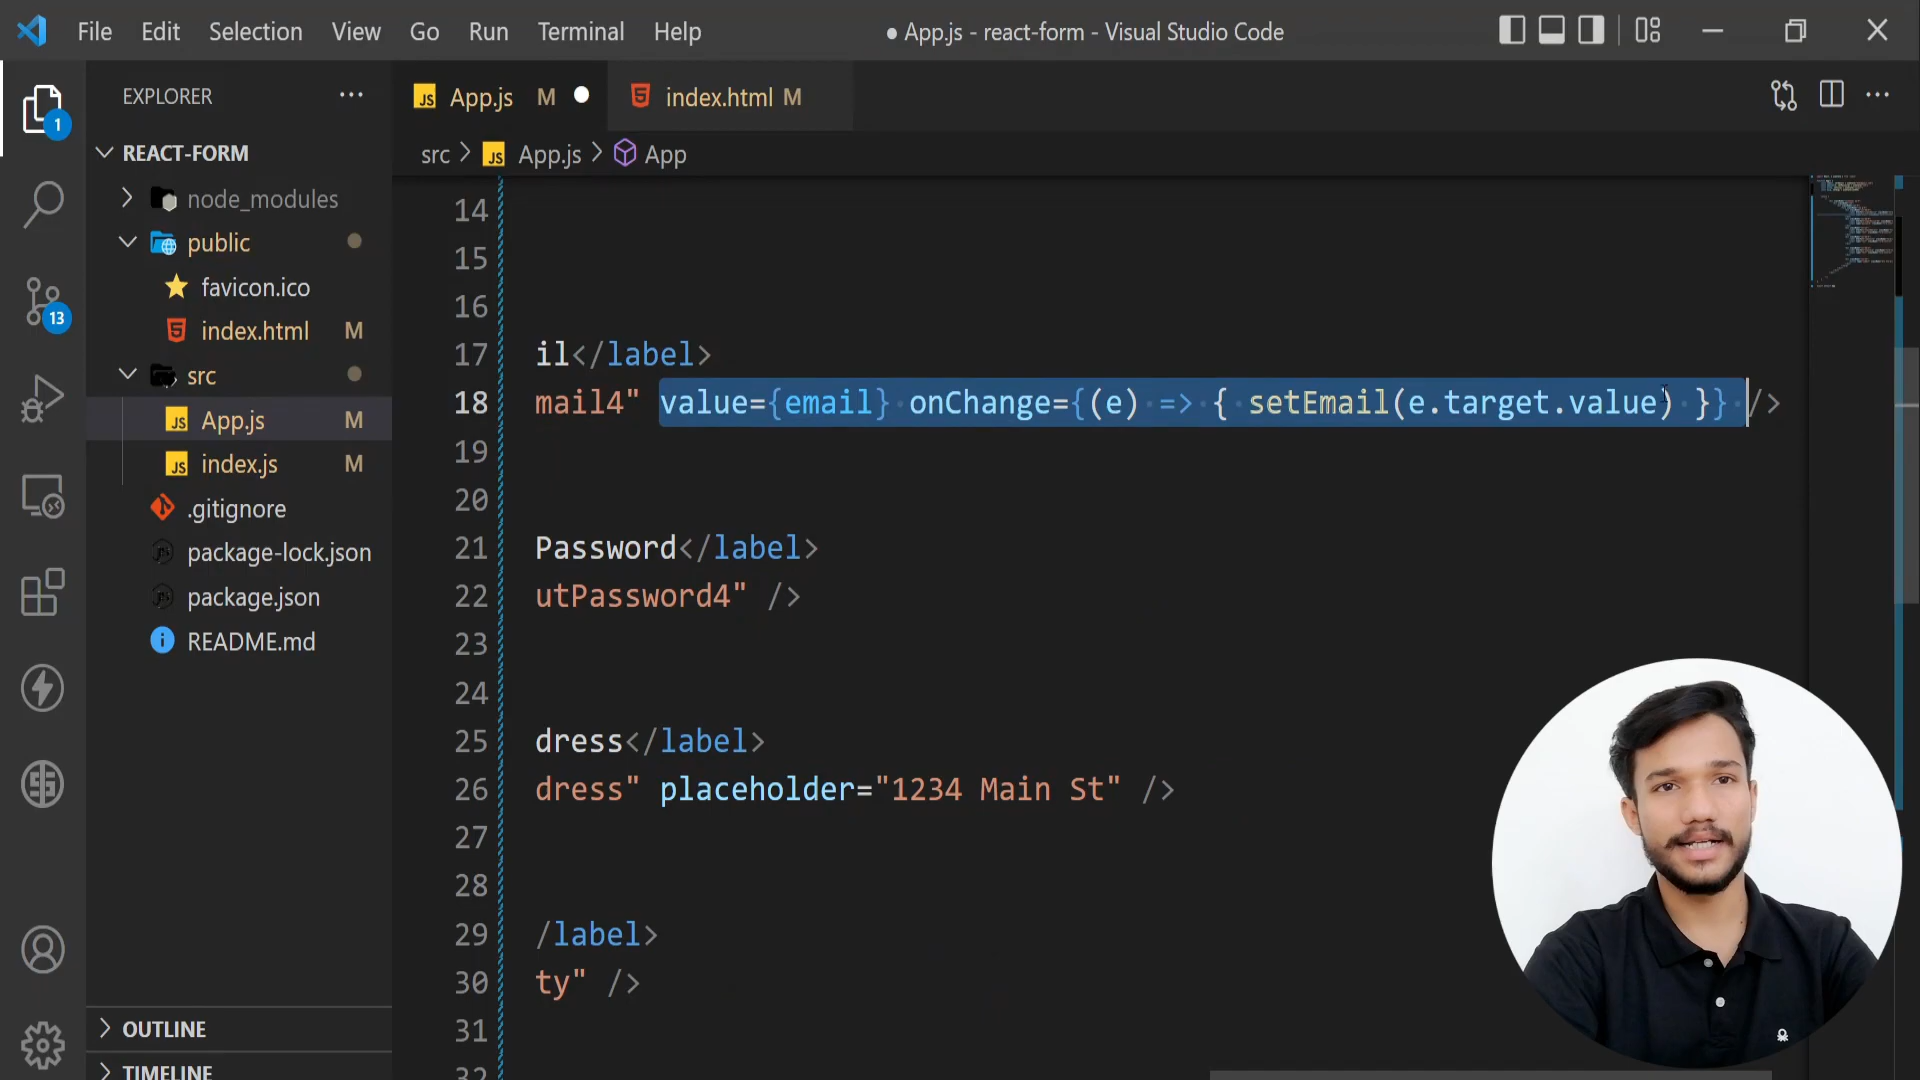 File Edit Selection View Go Run Terminal Help
● App.js - react-form - Visual Studio Code
EXPLORER
REACT-FORM
node_modules
public
favicon.ico
index.html M
src
App.js M
index.js M
.gitignore
package-lock.json
package.json
README.md
OUTLINE
TIMELINE
1
13
JS App.js M
index.html M
src > JS App.js > App
14
15
16
17 il</label>
18 mail4" value={email} onChange={(e) => { setEmail(e.target.value) }} />
19
20
21 Password</label>
22 utPassword4" />
23
24
25 dress</label>
26 dress" placeholder="1234 Main St" />
27
28
29 /label>
30 ty" />
31
32